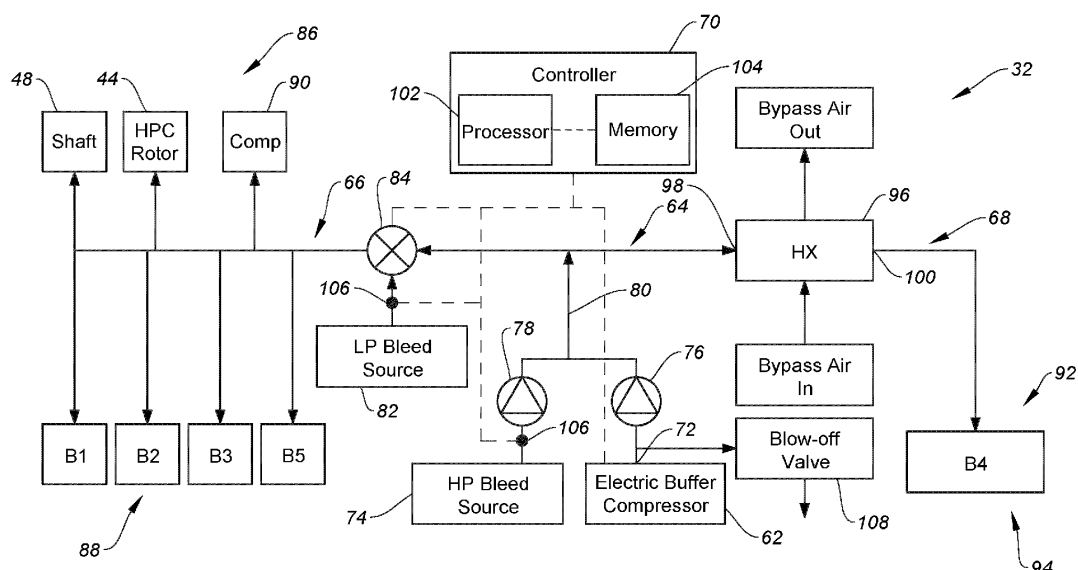 86
70
48
44
90
Controller
104
32
102
Shaft
HPC
Rotor
Comp
Processor
Memory
Bypass Air
Out
84
98
96
66
64
68
HX
100
106
80
LP Bleed
Source
78
76
Bypass Air
In
82
92
106
72
B1
B2
B3
B5
HP Bleed
Source
Electric Buffer
Compressor
Blow-off
Valve
B4
74
88
62
108
94